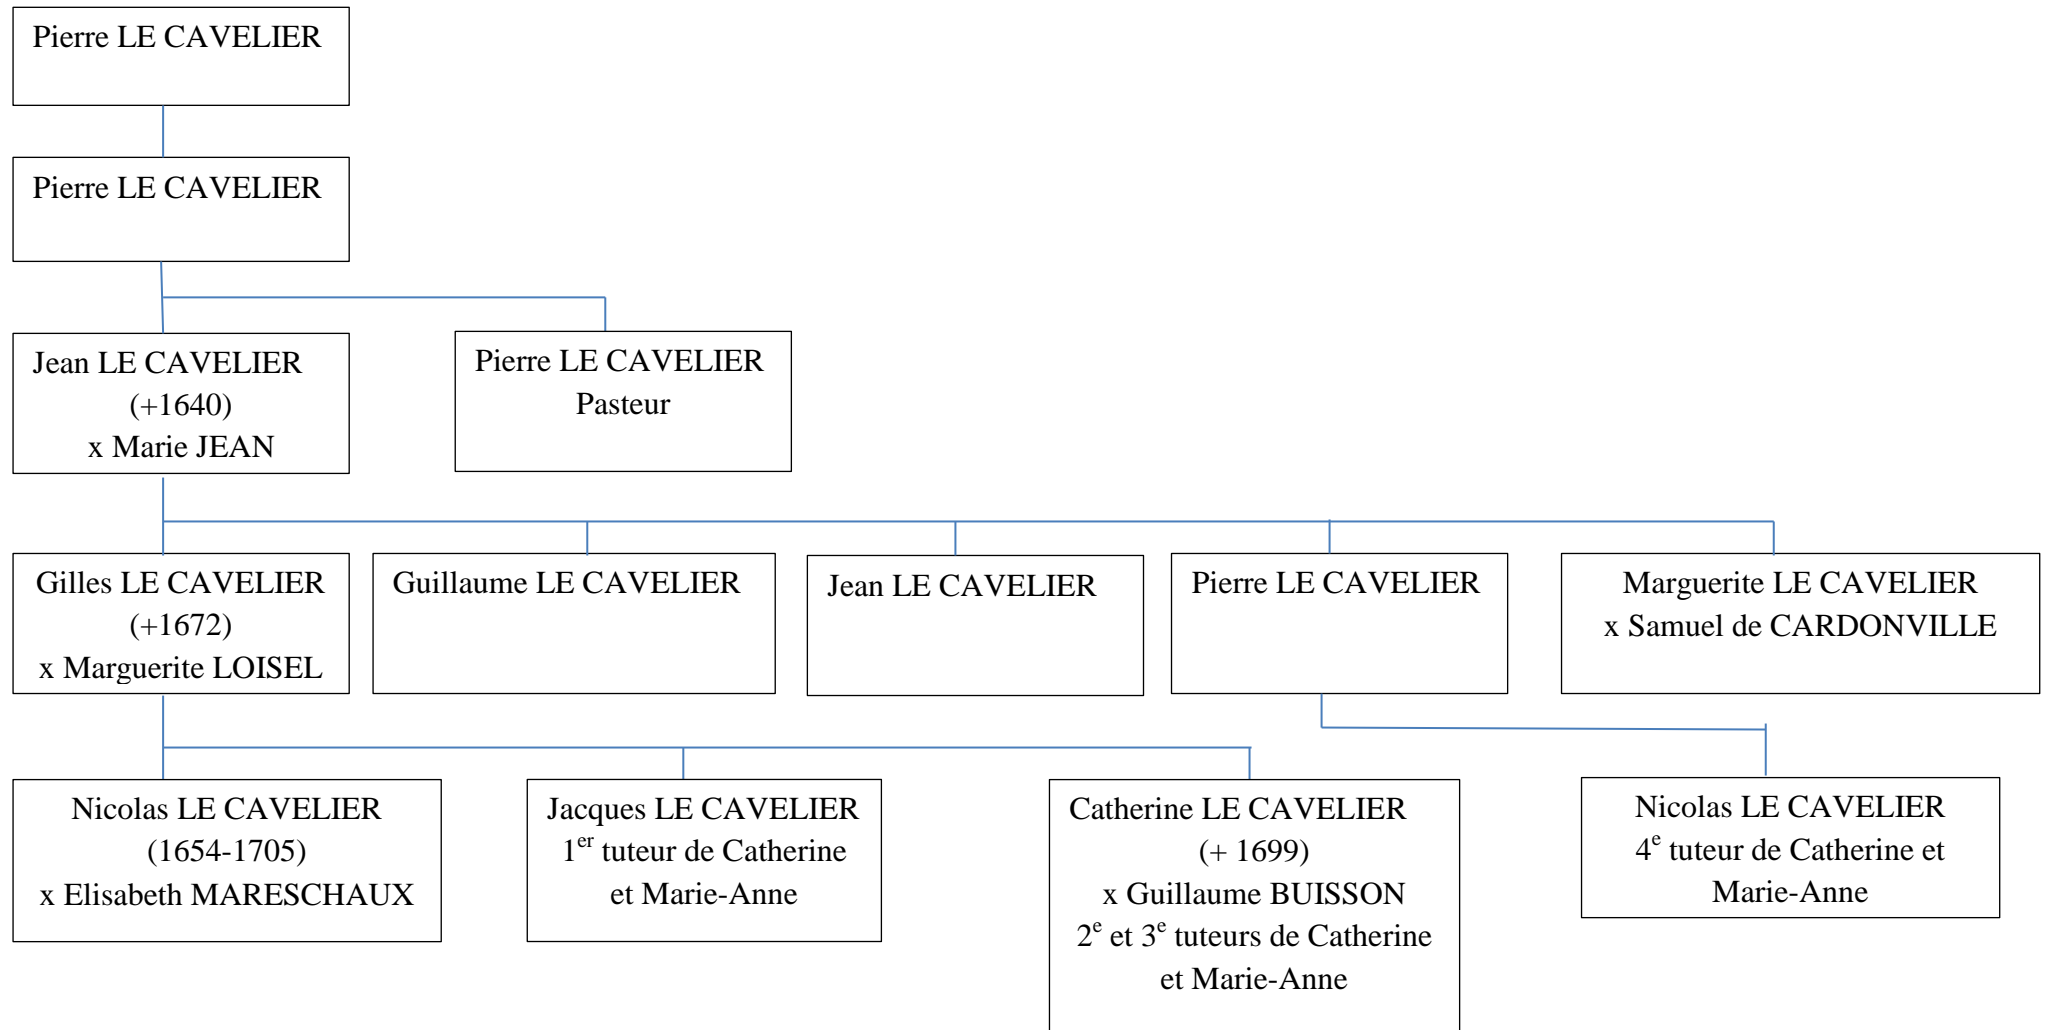 Pierre LE CAVELIER
Pierre LE CAVELIER
Jean LE CAVELIER
(+1640)
x Marie JEAN
Pierre LE CAVELIER
Pasteur
Gilles LE CAVELIER
(+1672)
x Marguerite LOISEL
Guillaume LE CAVELIER
Jean LE CAVELIER
Pierre LE CAVELIER
Marguerite LE CAVELIER
x Samuel de CARDONVILLE
Nicolas LE CAVELIER
(1654-1705)
x Elisabeth MARESCHAUX
Jacques LE CAVELIER
1er tuteur de Catherine
et Marie-Anne
Catherine LE CAVELIER
(+ 1699)
x Guillaume BUISSON
2e et 3e tuteurs de Catherine
et Marie-Anne
Nicolas LE CAVELIER
4e tuteur de Catherine et
Marie-Anne